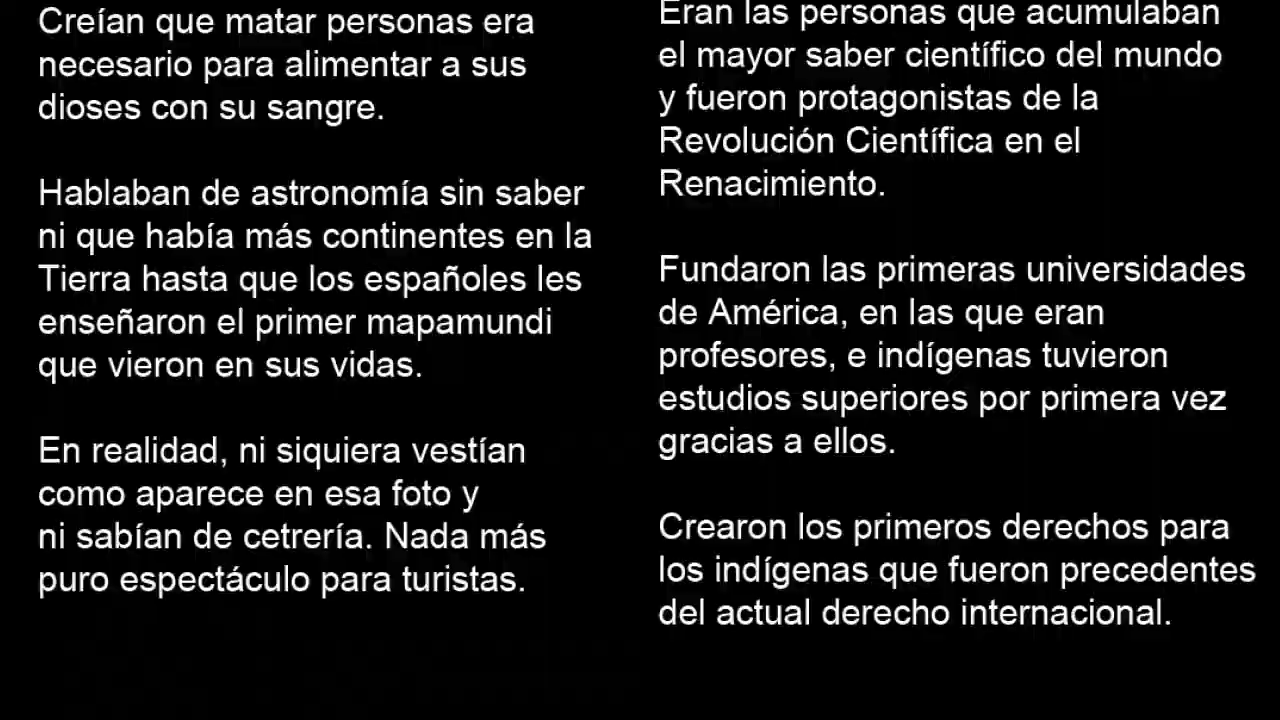 Creían que matar personas era
necesario para alimentar a sus
dioses con su sangre.
Hablaban de astronomía sin saber
ni que había más continentes en la
Tierra hasta que los españoles les
enseñaron el primer mapamundi
que vieron en sus vidas.
En realidad, ni siquiera vestían
como aparece en esa foto y
ni sabían de cetrería. Nada más
puro espectáculo para turistas.
Eran las personas que acumulaban
el mayor saber científico del mundo
y fueron protagonistas de la
Revolución Científica en el
Renacimiento.
Fundaron las primeras universidades
de América, en las que eran
profesores, e indígenas tuvieron
estudios superiores por primera vez
gracias a ellos.
Crearon los primeros derechos para
los indígenas que fueron precedentes
del actual derecho internacional.